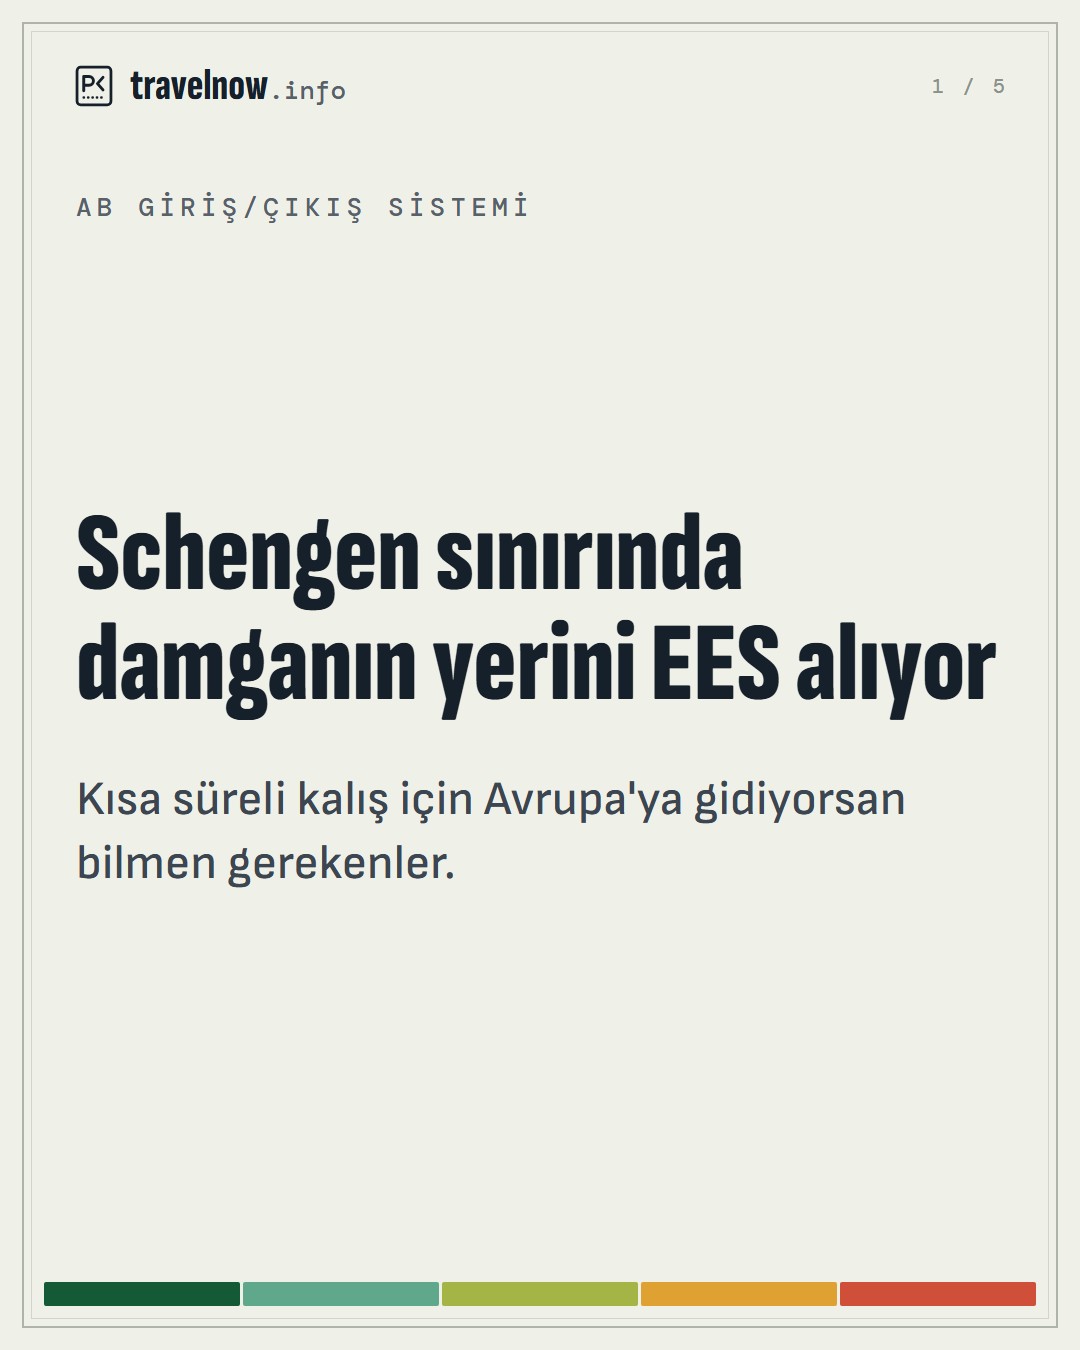 travelnow.info
1 / 5
AB GİRİŞ/ÇIKIŞ SİSTEMİ
Schengen sınırında
damganın yerini EES alıyor
Kısa süreli kalış için Avrupa'ya gidiyorsan
bilmen gerekenler.